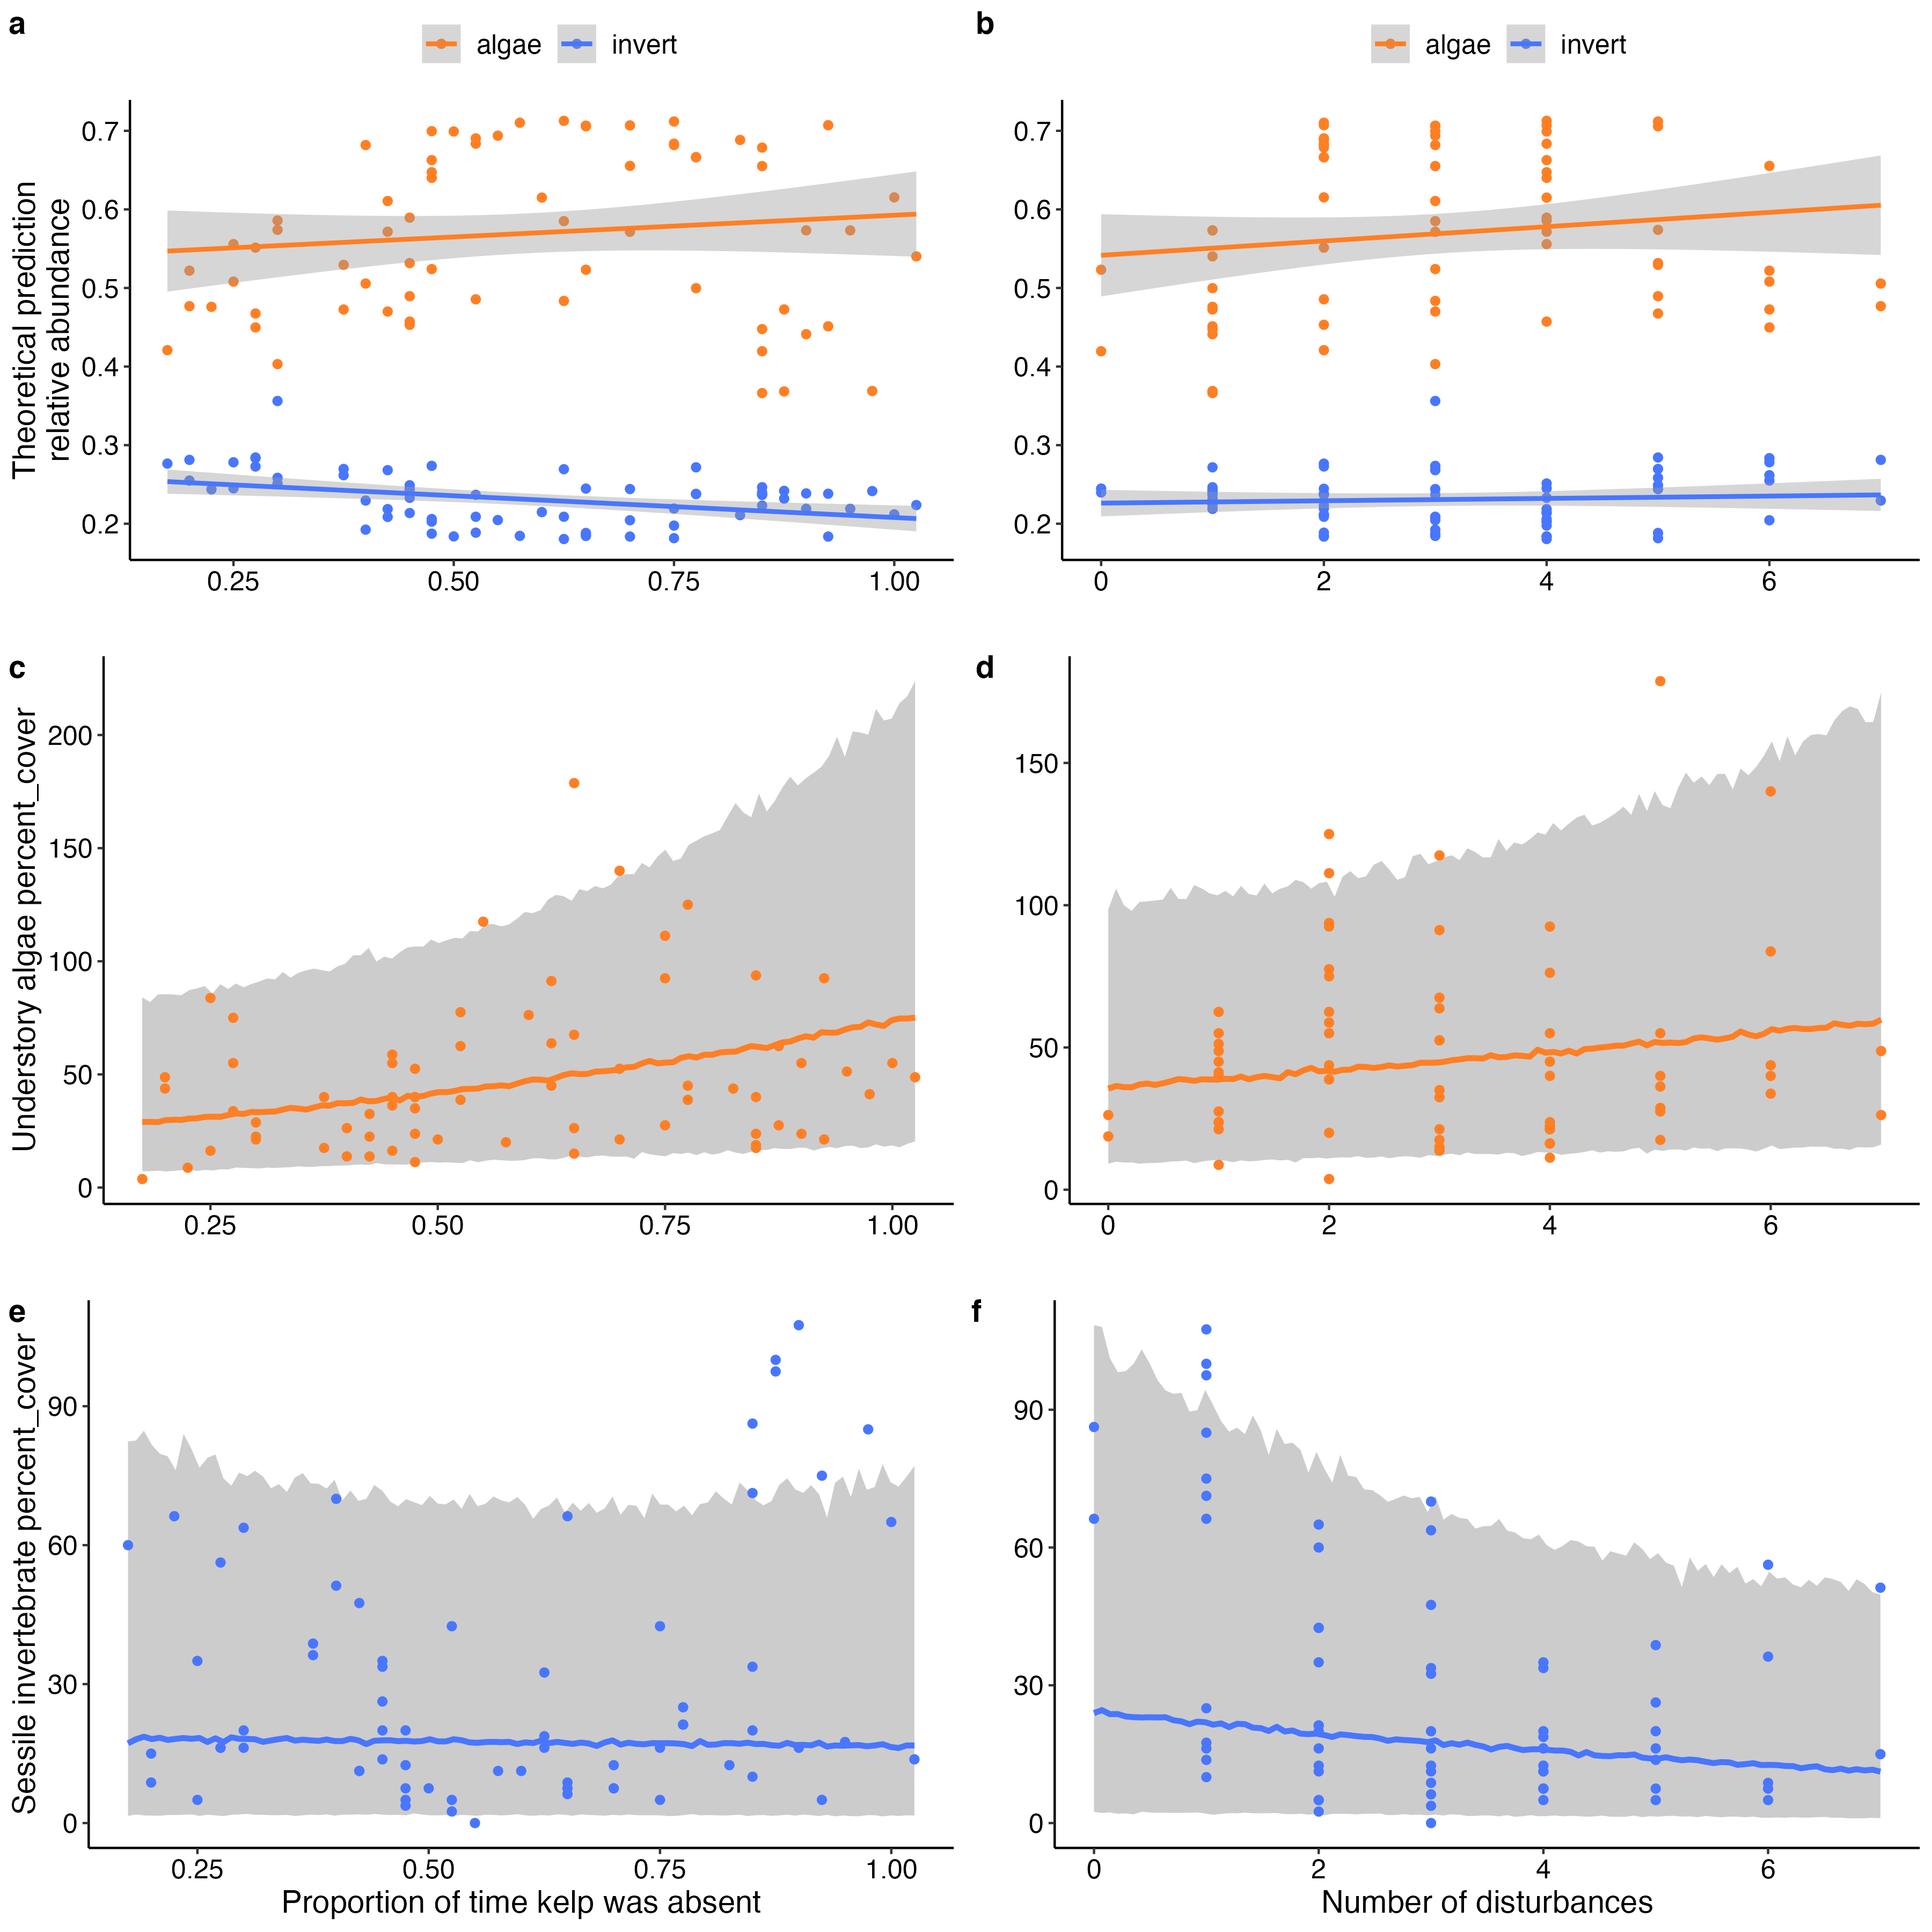 a
algae invert
b
algae invert
Theoretical prediction
relative abundance
0.7
0.6
0.5
0.4
0.3
0.2
0.25 0.50 0.75 1.00
0.7
0.6
0.5
0.4
0.3
0.2
0 2 4 6
c
Understory algae percent_cover
200
150
100
50
0
0.25 0.50 0.75 1.00
d
150
100
50
0
0 2 4 6
e
Sessile invertebrate percent_cover
90
60
30
0
0.25 0.50 0.75 1.00
Proportion of time kelp was absent
f
90
60
30
0
0 2 4 6
Number of disturbances